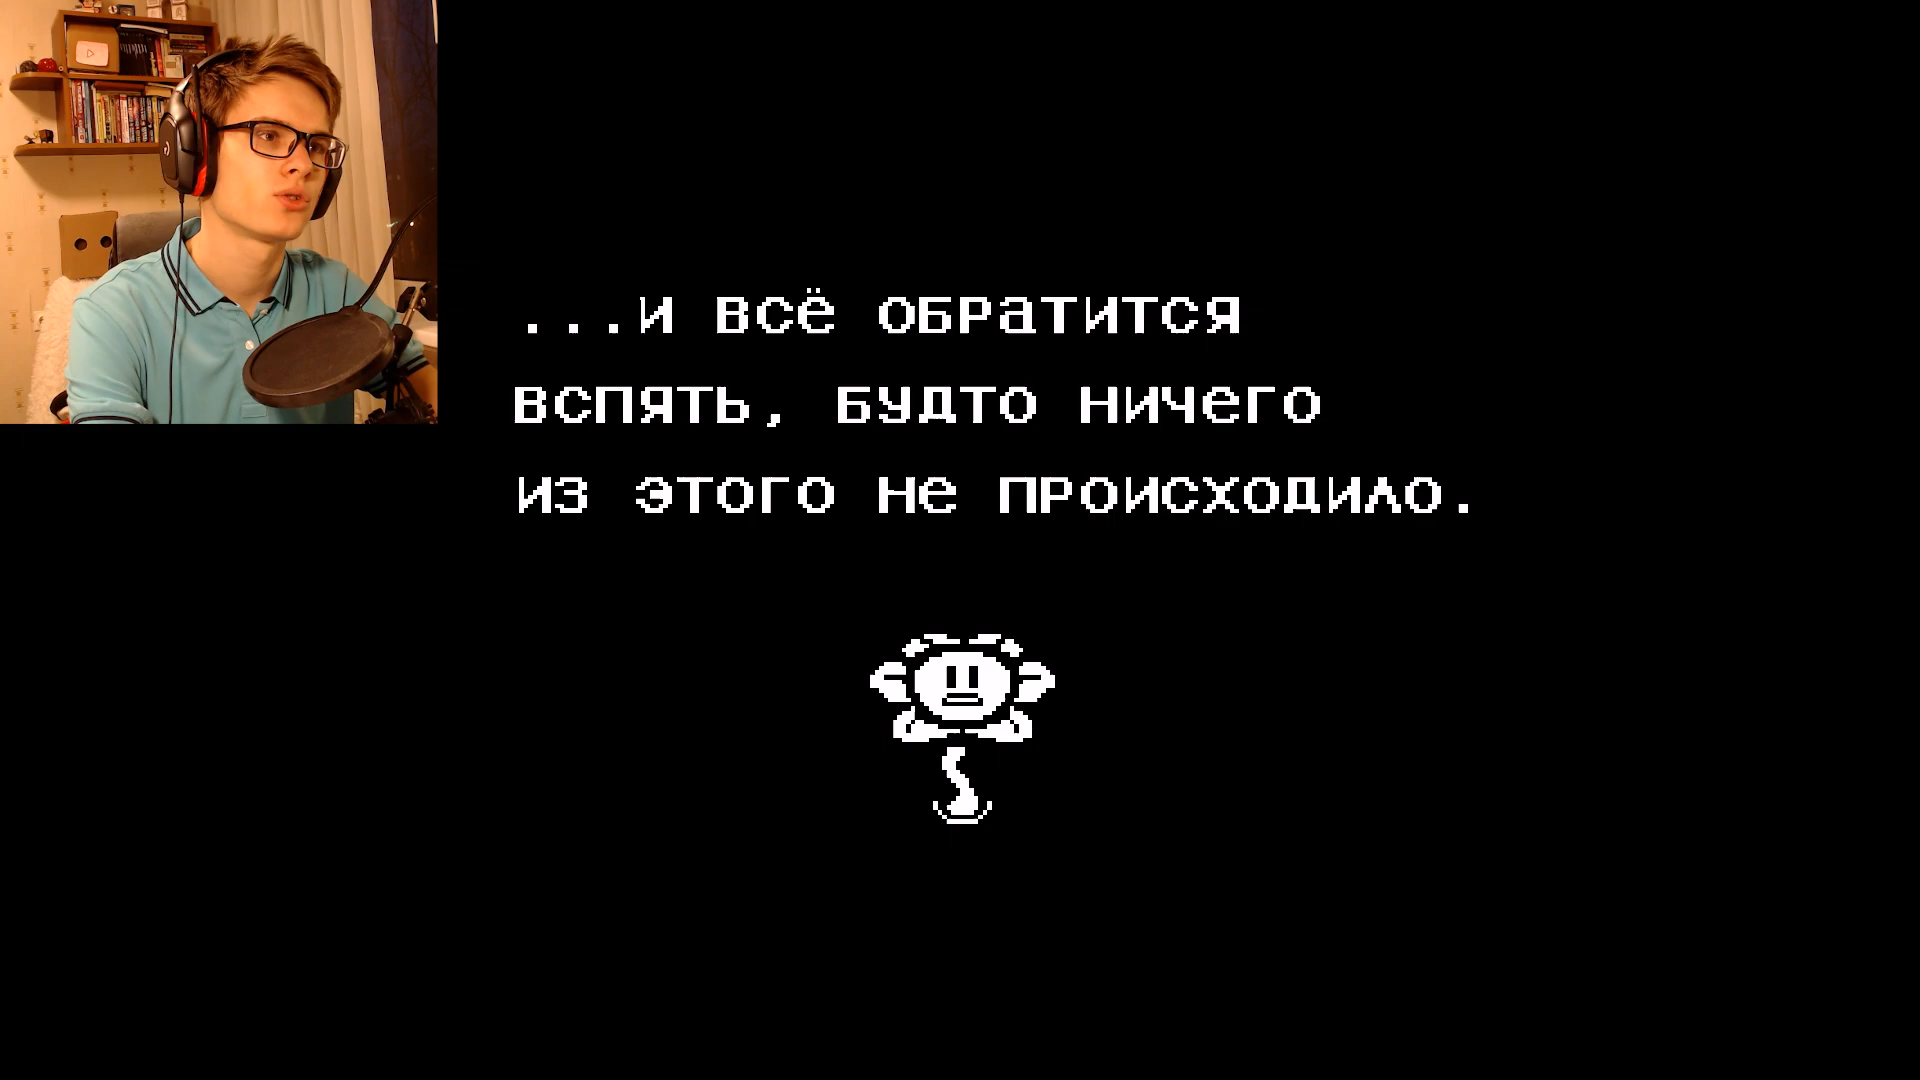 ...и всё обратится
вспять, будто ничего
из этого не происходило.